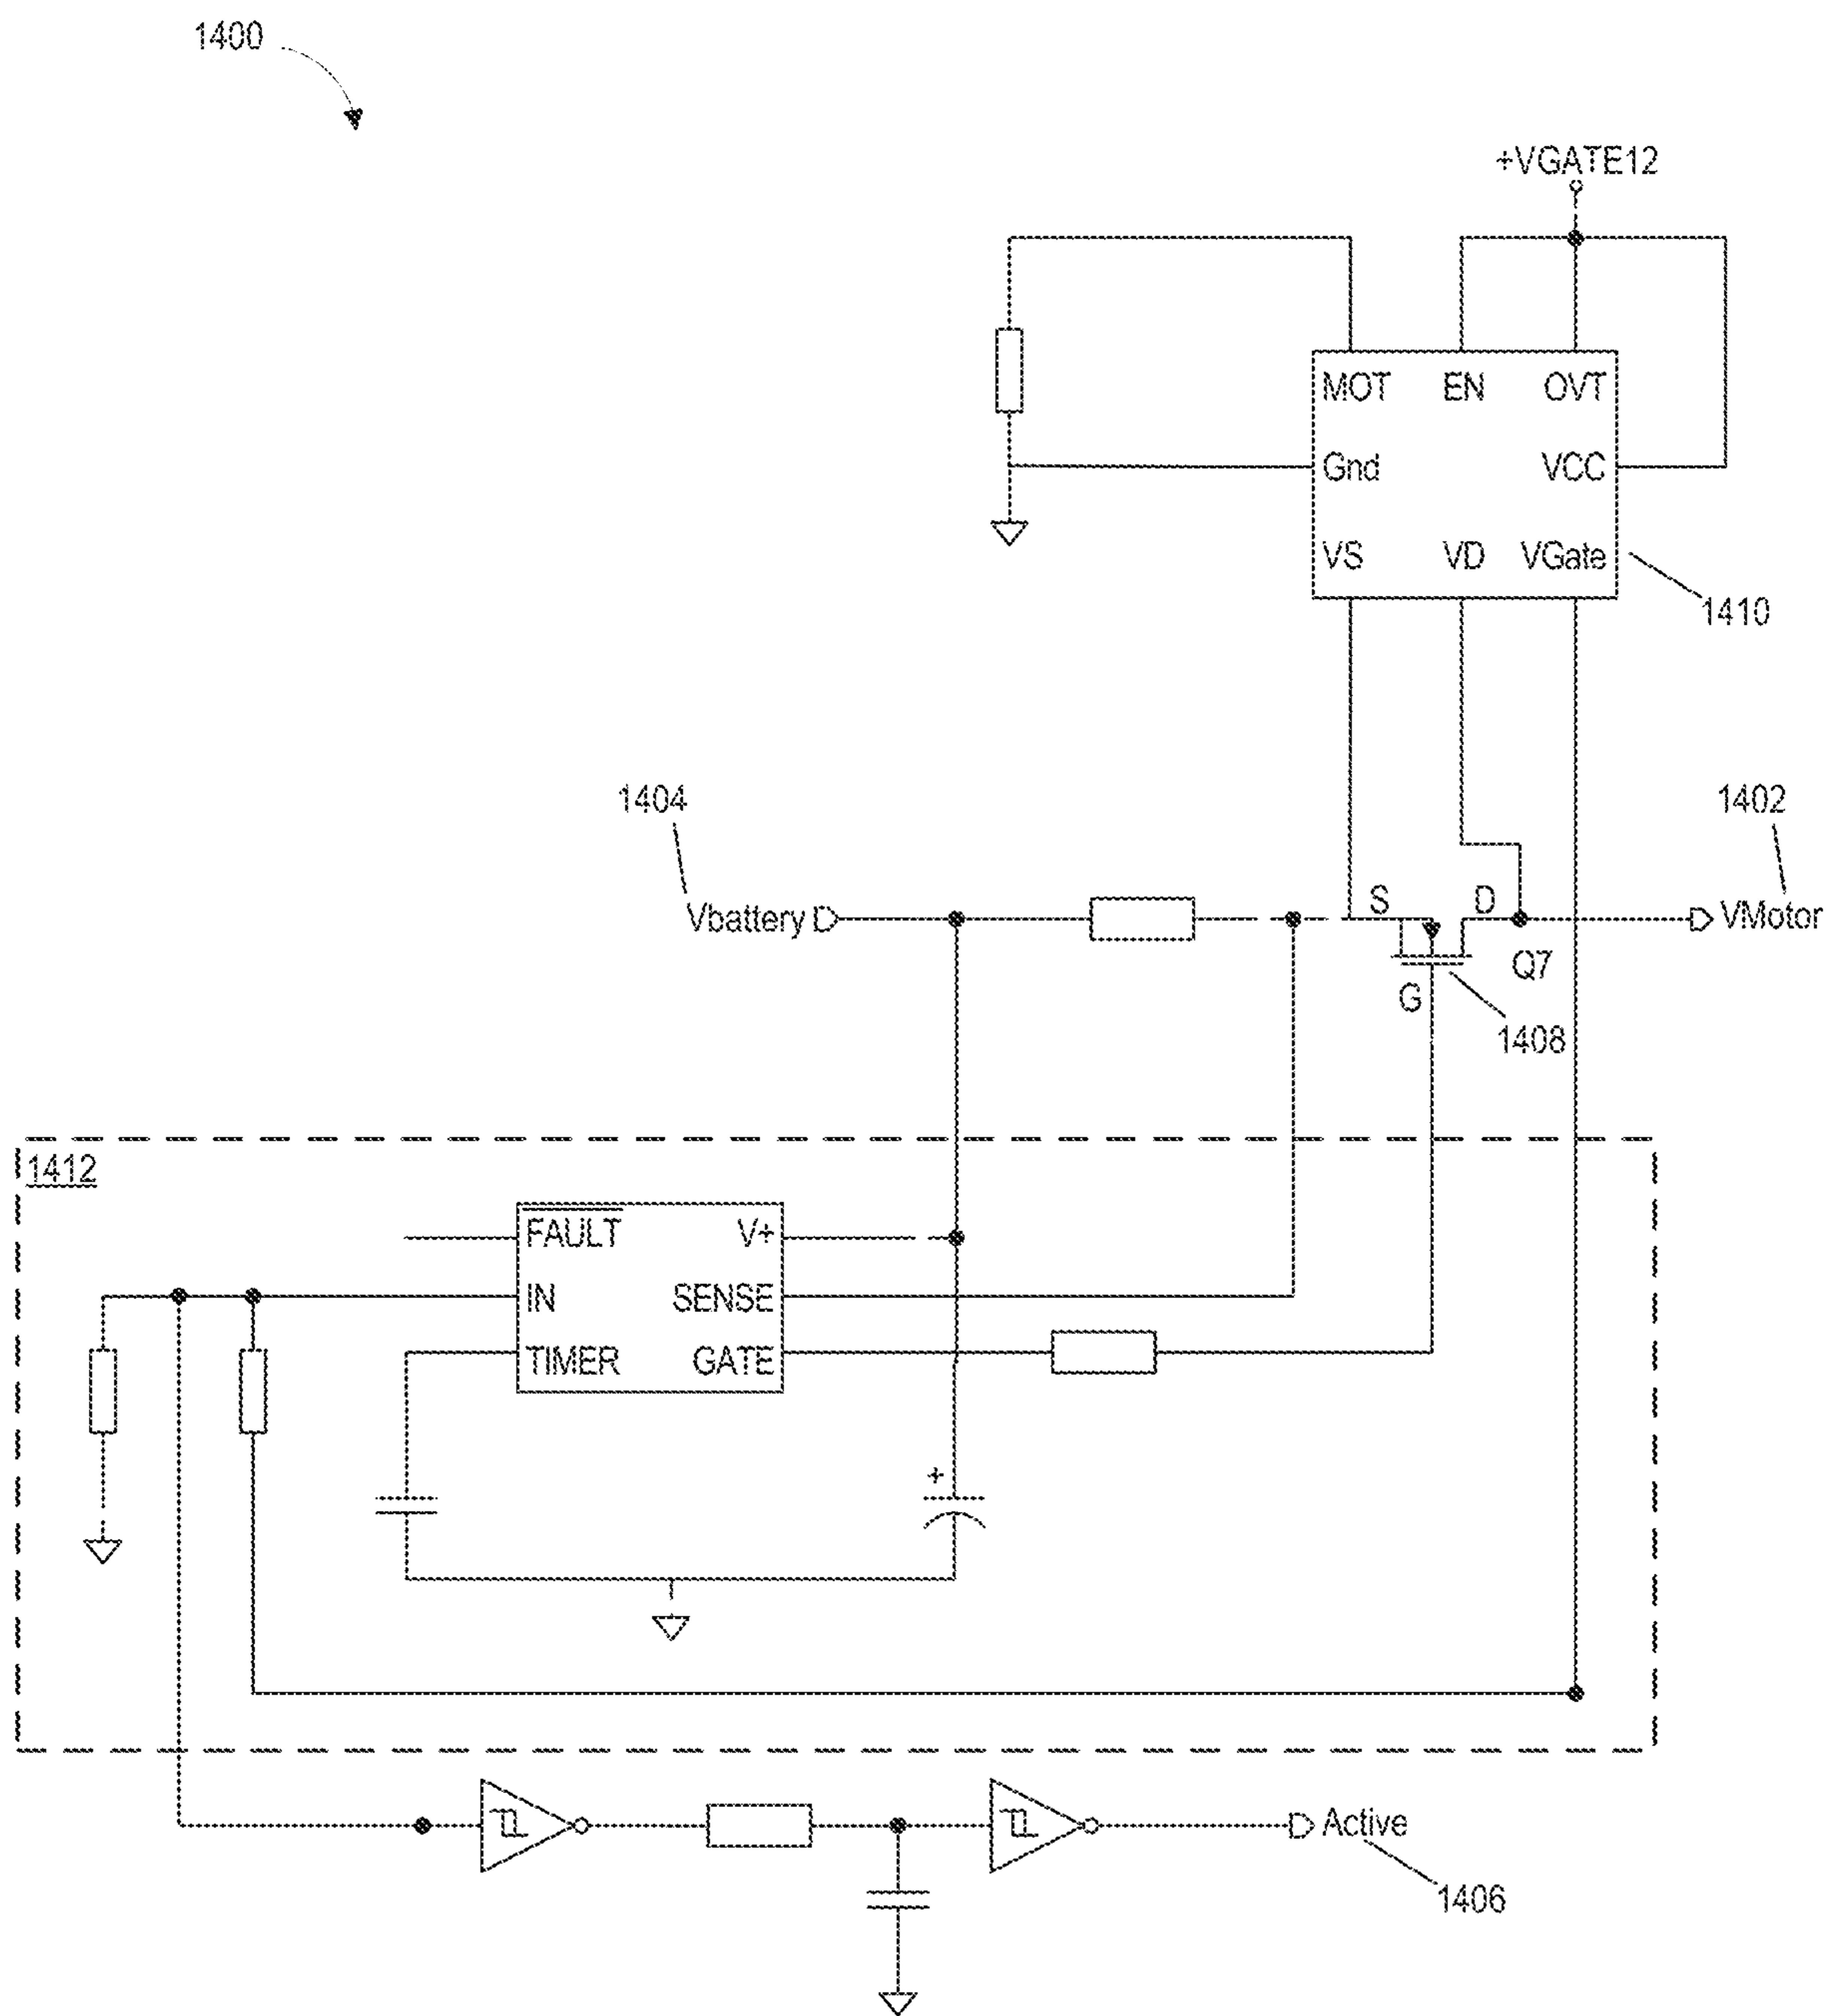 1400
+VGATE12
MOT EN OVT
Gnd VCC
VS VD VGate
1410
1404
1402
Vbattery
S D
VMotor
Q7
G
1408
1412
FAULT V+
IN SENSE
TIMER GATE
+
Active
1406